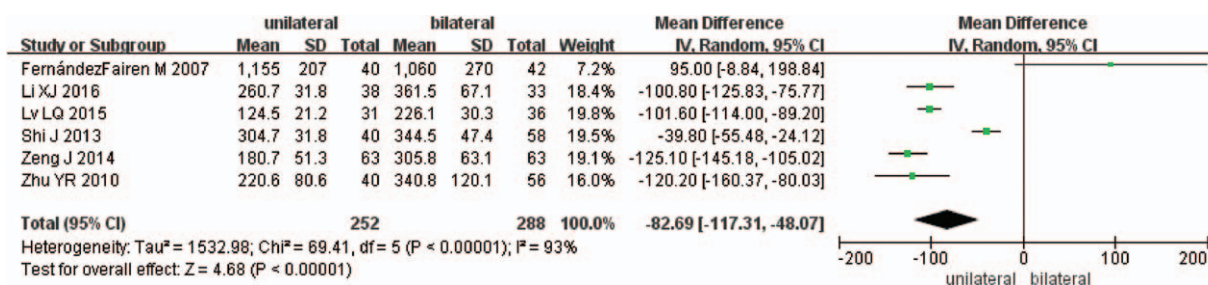 unilateral bilateral Mean Difference Mean Difference
Study or Subgroup Mean SD Total Mean SD Total Weight IV, Random, 95% CI IV, Random, 95% CI
FernándezFairen M 2007 1,155 207 40 1,060 270 42 7.2% 95.00 [-8.84, 198.84]
Li XJ 2016 260.7 31.8 38 361.5 67.1 33 18.4% -100.80 [-125.83, -75.77]
Lv LQ 2015 124.5 21.2 31 226.1 30.3 36 19.8% -101.60 [-114.00, -89.20]
Shi J 2013 304.7 31.8 40 344.5 47.4 58 19.5% -39.80 [-55.48, -24.12]
Zeng J 2014 180.7 51.3 63 305.8 63.1 63 19.1% -125.10 [-145.18, -105.02]
Zhu YR 2010 220.6 80.6 40 340.8 120.1 56 16.0% -120.20 [-160.37, -80.03]
Total (95% CI) 252 288 100.0% -82.69 [-117.31, -48.07]
Heterogeneity: Tau² = 1532.98; Chi² = 69.41, df = 5 (P < 0.00001); I² = 93%
Test for overall effect: Z = 4.68 (P < 0.00001)
-200 -100 0 100 200
unilateral bilateral